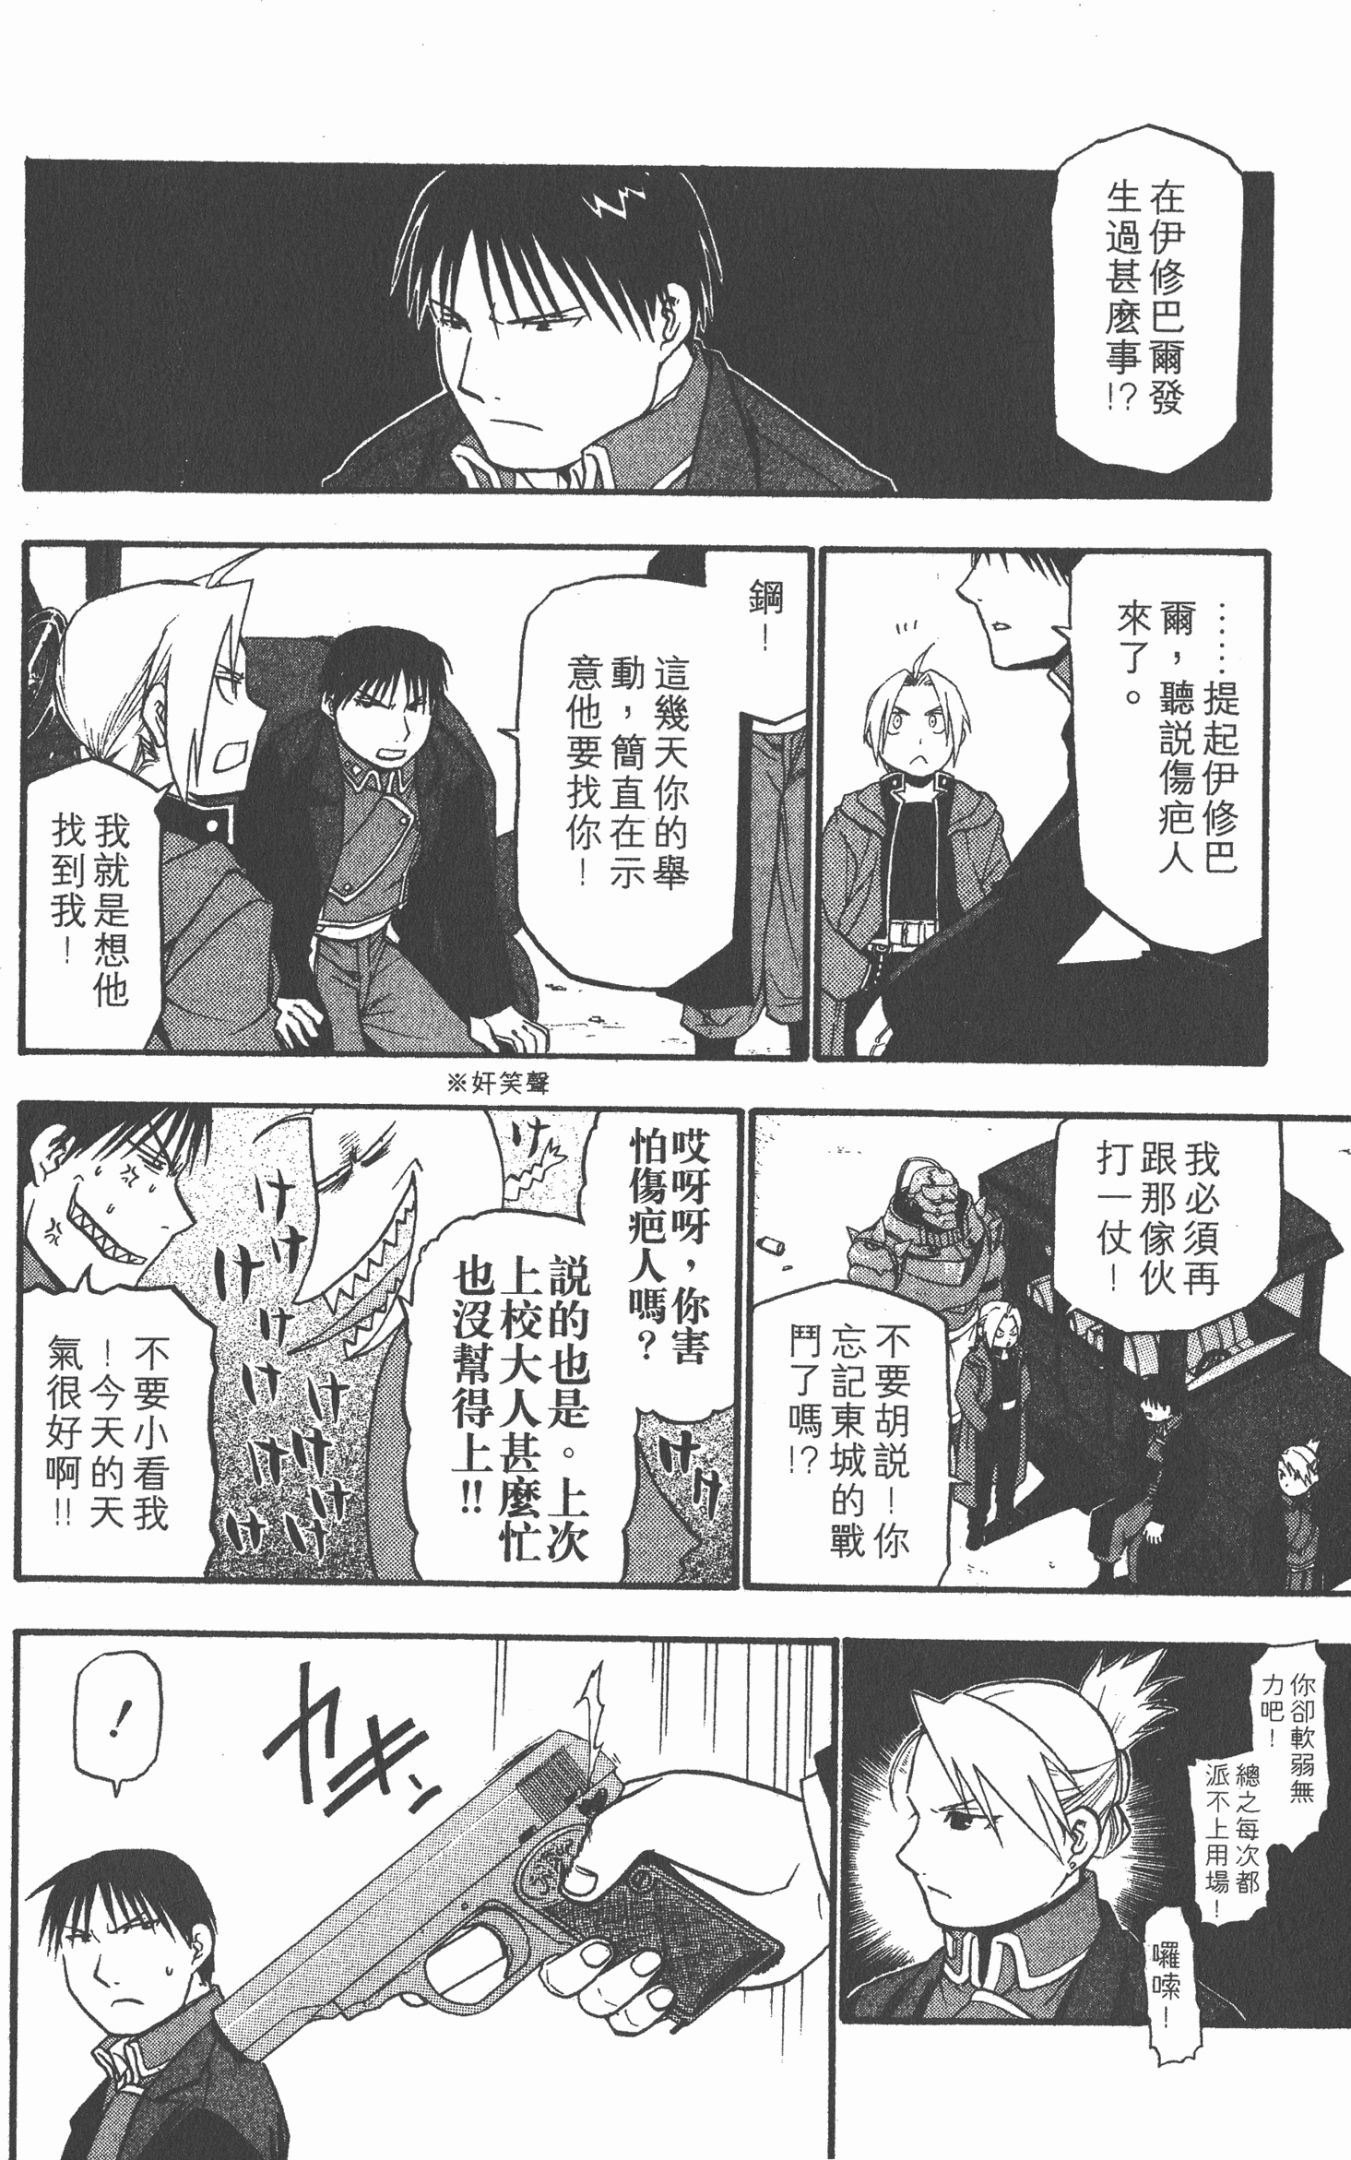 在伊修巴爾發
生過甚麼事!?
……提起伊修巴
爾，聽説傷疤人
來了。
鋼！
這幾天你的舉
動，簡直在示
意他要找你！
我就是想他
找到我！
我必須再
跟那傢伙
打一仗！
不要胡説！你
忘記東城的戰
鬥了嗎!?
※奸笑聲
哎呀呀，你害
怕傷疤人嗎？
説的也是。上次
上校大人甚麼忙
也沒幫得上!!
け
け
け
け
け
け
け
け
け
け
け
けけ
不要小看我
！今天的天
氣很好啊!!
你卻軟弱無
力吧！
總之每次都
派不上用場！
囉嗦！
カキン
！